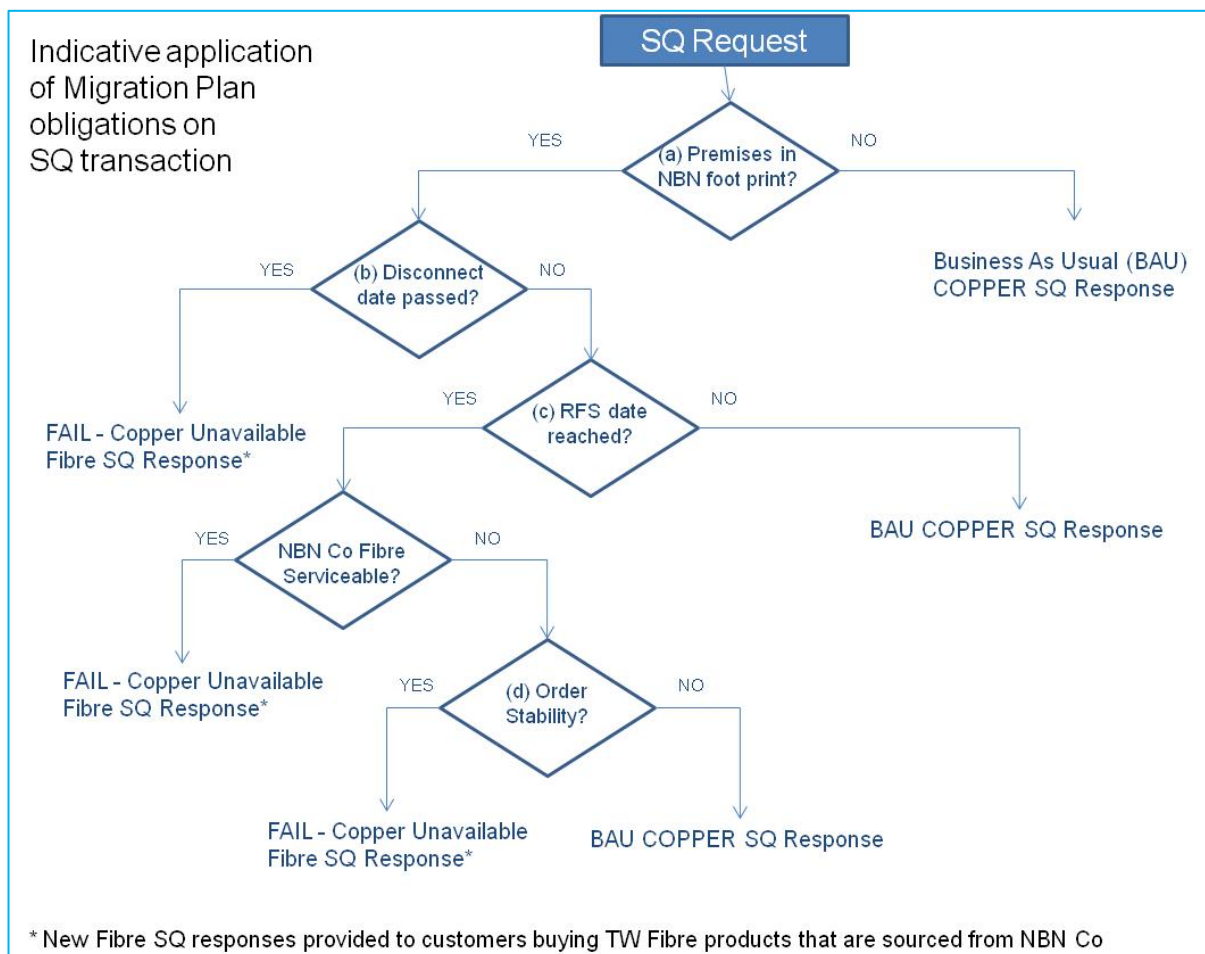 Indicative application
of Migration Plan
obligations on
SQ transaction
SQ Request
YES
(a) Premises in
NBN foot print?
NO
YES
(b) Disconnect
date passed?
NO
Business As Usual (BAU)
COPPER SQ Response
FAIL - Copper Unavailable
Fibre SQ Response*
YES
(c) RFS date
reached?
NO
BAU COPPER SQ Response
YES
NBN Co Fibre
Serviceable?
NO
FAIL - Copper Unavailable
Fibre SQ Response*
YES
(d) Order
Stability?
NO
FAIL - Copper Unavailable
Fibre SQ Response*
BAU COPPER SQ Response
* New Fibre SQ responses provided to customers buying TW Fibre products that are sourced from NBN Co